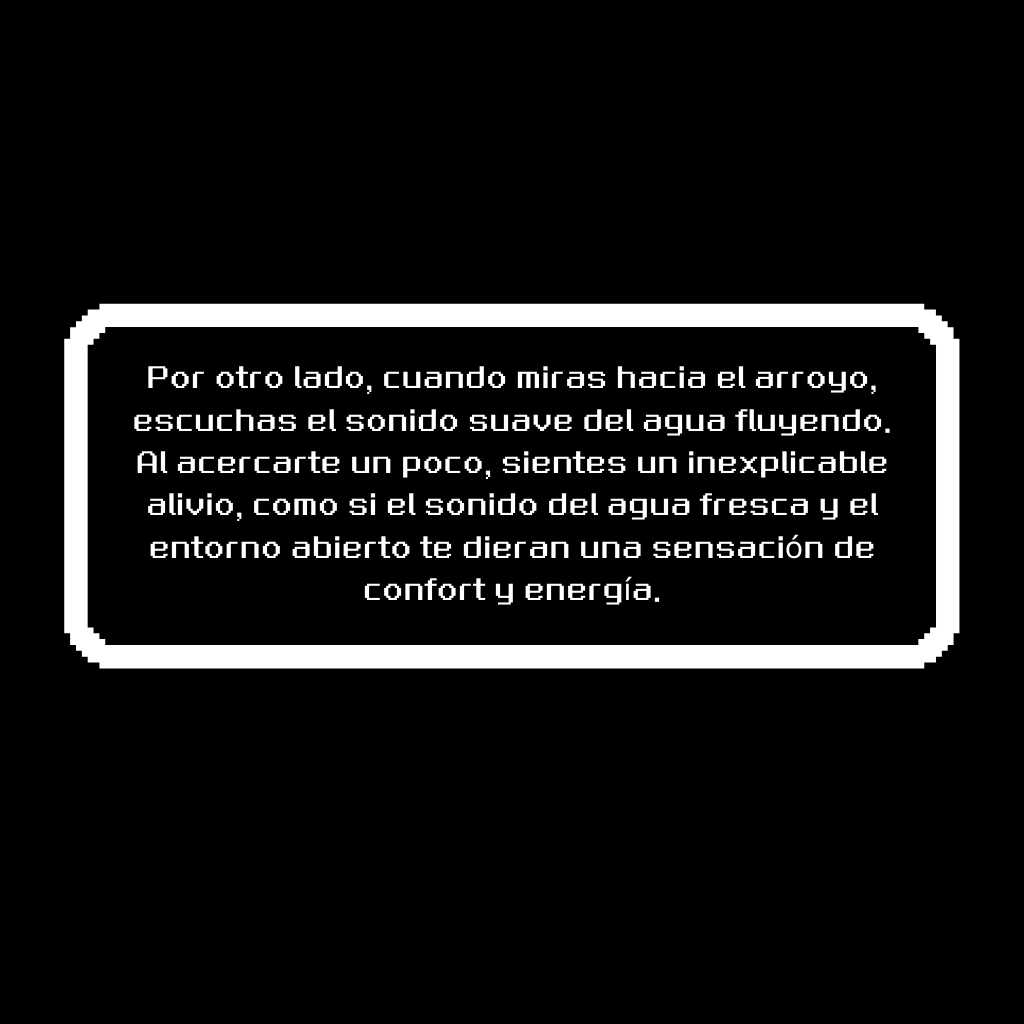 Por otro lado, cuando miras hacia el arroyo,
escuchas el sonido suave del agua fluyendo.
Al acercarte un poco, sientes un inexplicable
alivio, como si el sonido del agua fresca y el
entorno abierto te dieran una sensación de
confort y energía.